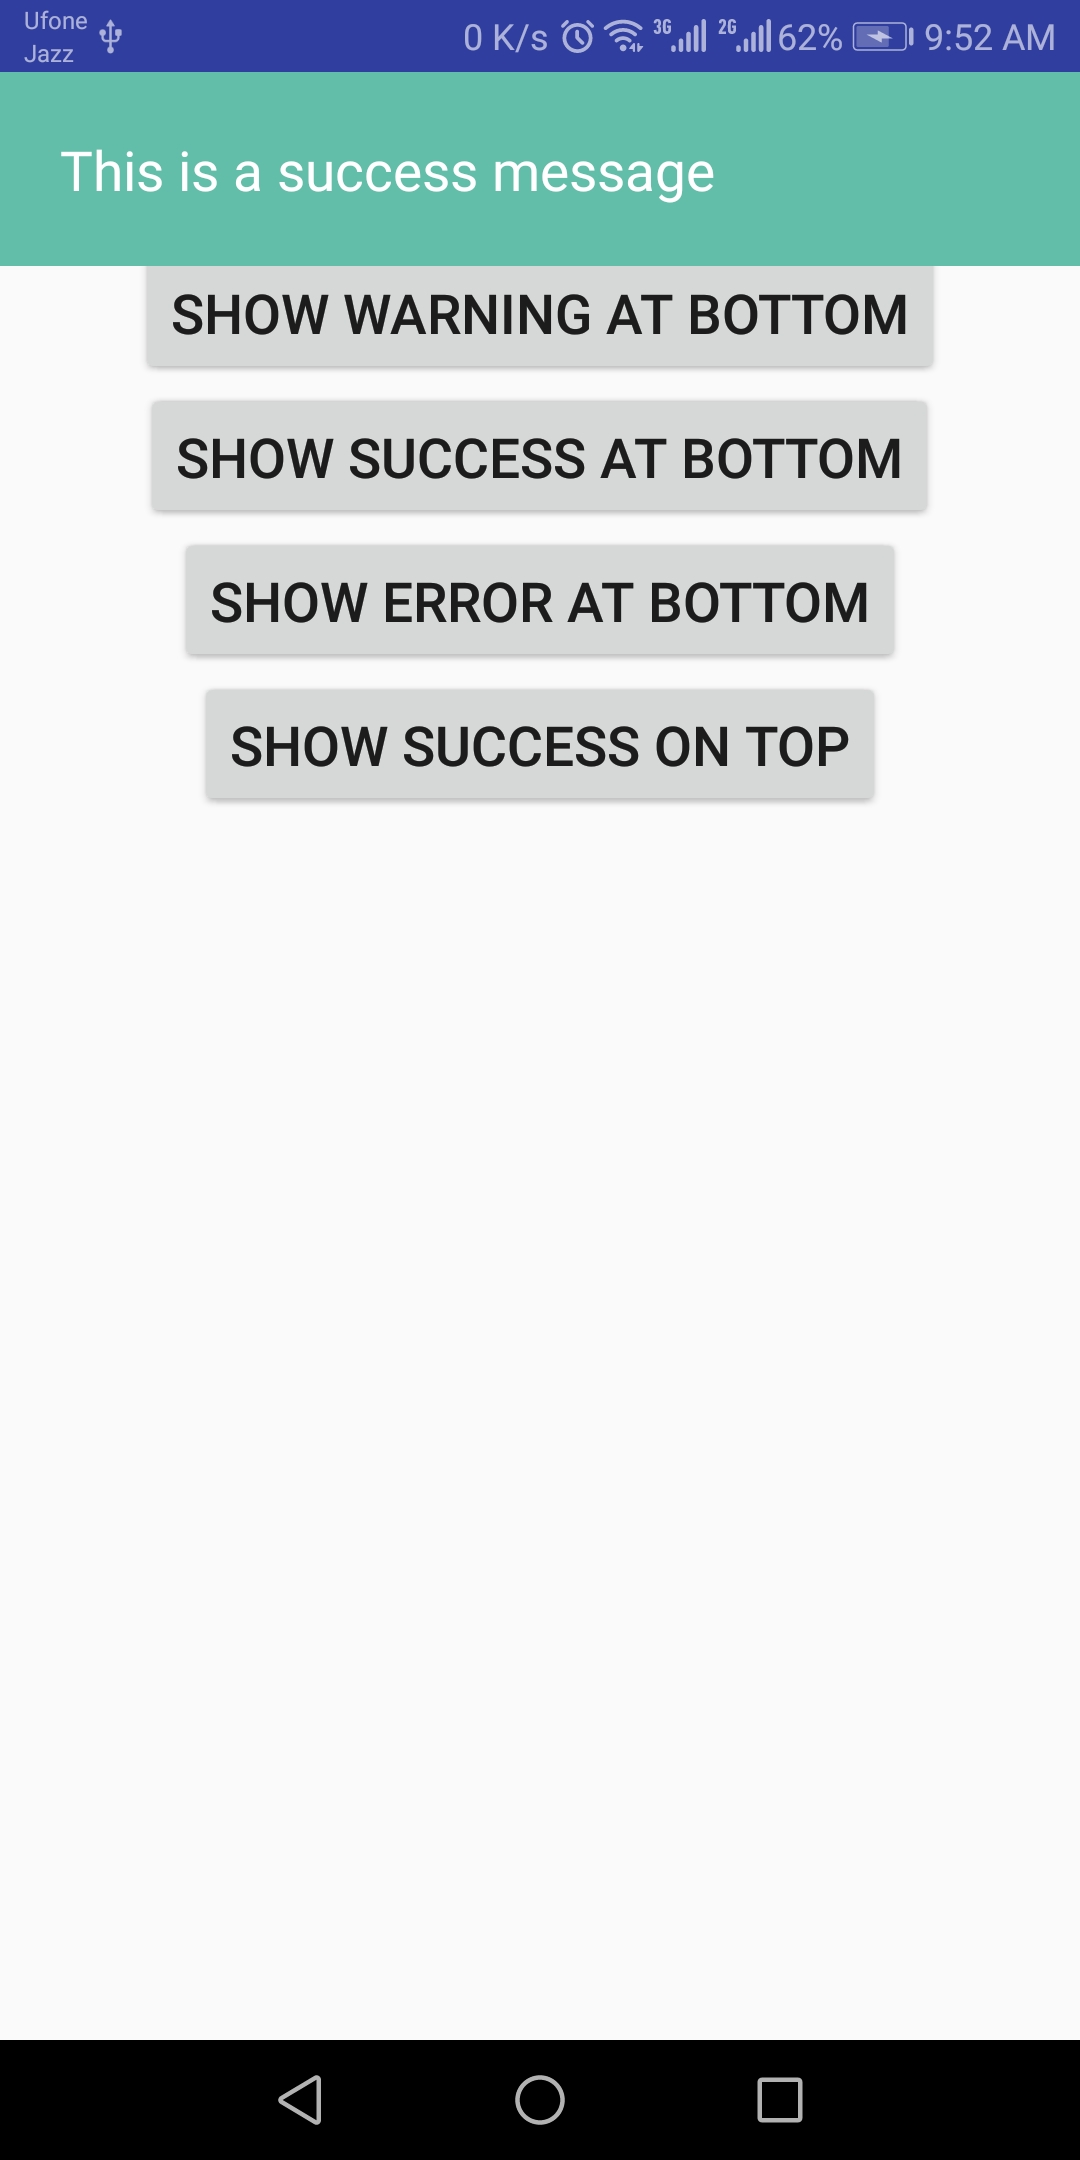 Ufone
Jazz
0 K/s 3G 2G 62% 9:52 AM
This is a success message
SHOW WARNING AT BOTTOM
SHOW SUCCESS AT BOTTOM
SHOW ERROR AT BOTTOM
SHOW SUCCESS ON TOP